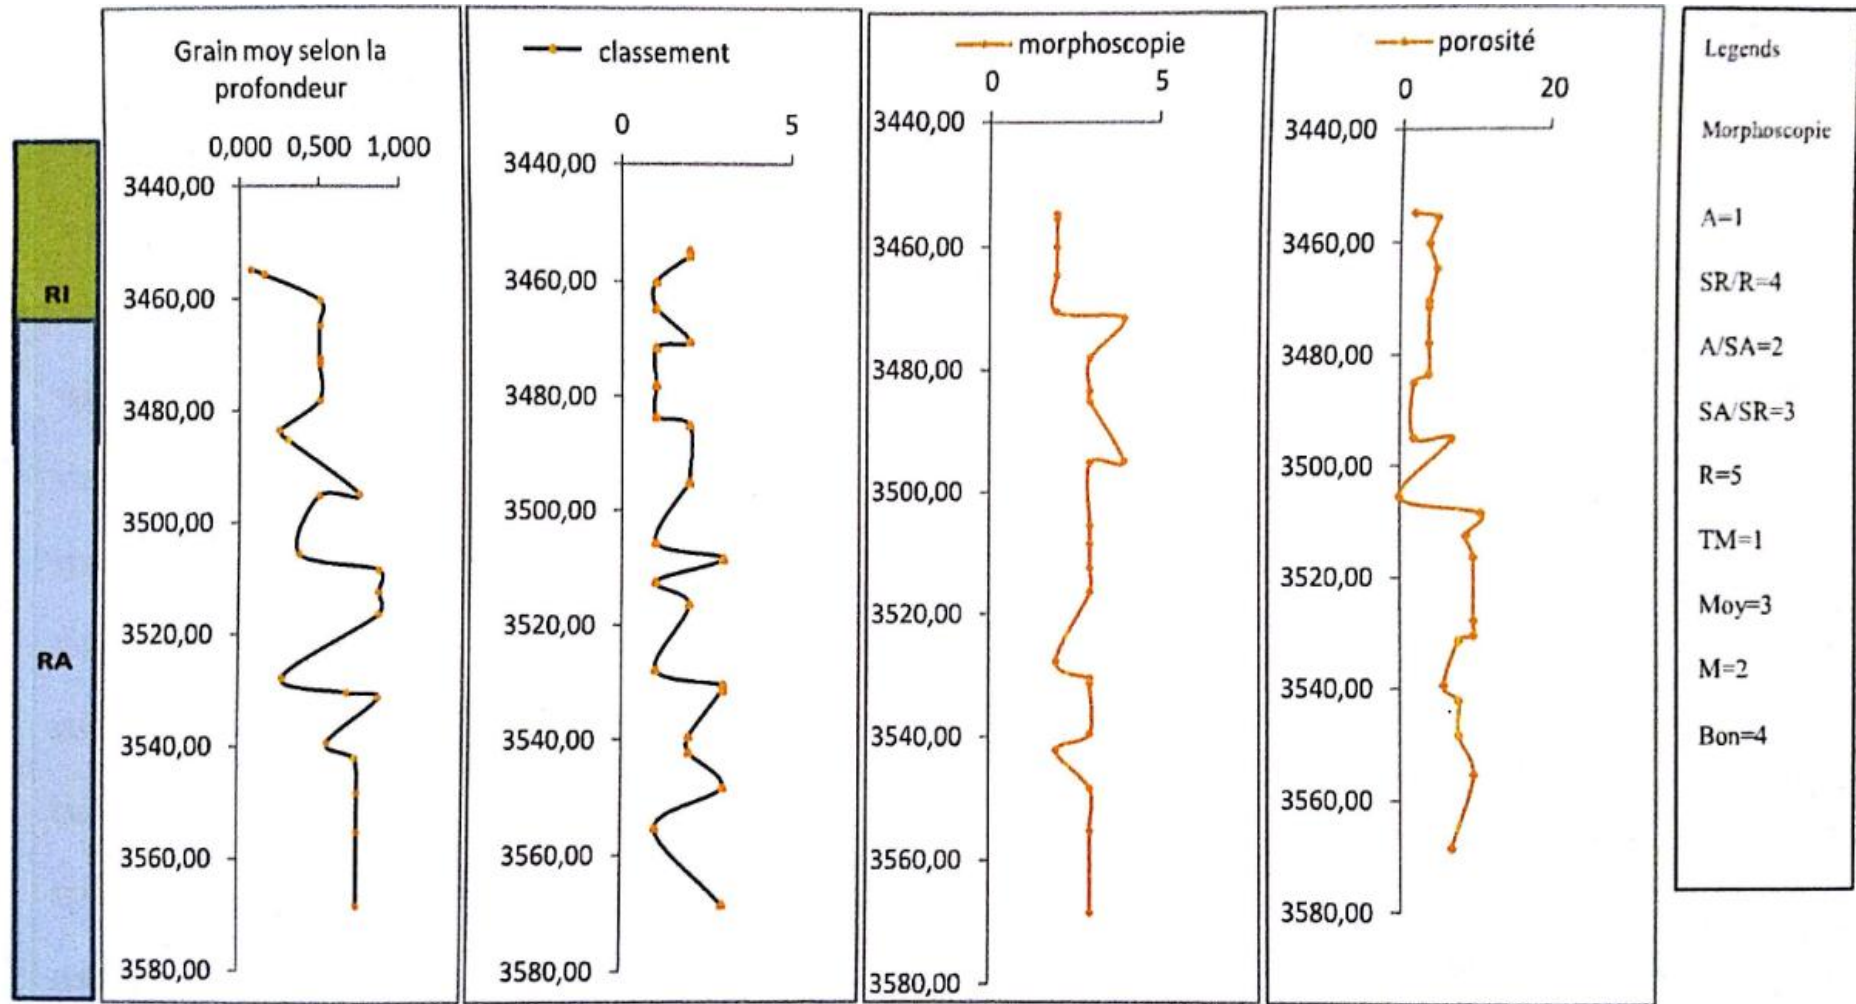 RI
RA
Grain moy selon la
profondeur
0,000 0,500 1,000
3440,00
3460,00
3480,00
3500,00
3520,00
3540,00
3560,00
3580,00
classement
0 5
3440,00
3460,00
3480,00
3500,00
3520,00
3540,00
3560,00
3580,00
morphoscopie
0 5
3440,00
3460,00
3480,00
3500,00
3520,00
3540,00
3560,00
3580,00
porosité
0 20
3440,00
3460,00
3480,00
3500,00
3520,00
3540,00
3560,00
3580,00
Legends
Morphoscopie
A=1
SR/R=4
A/SA=2
SA/SR=3
R=5
TM=1
Moy=3
M=2
Bon=4